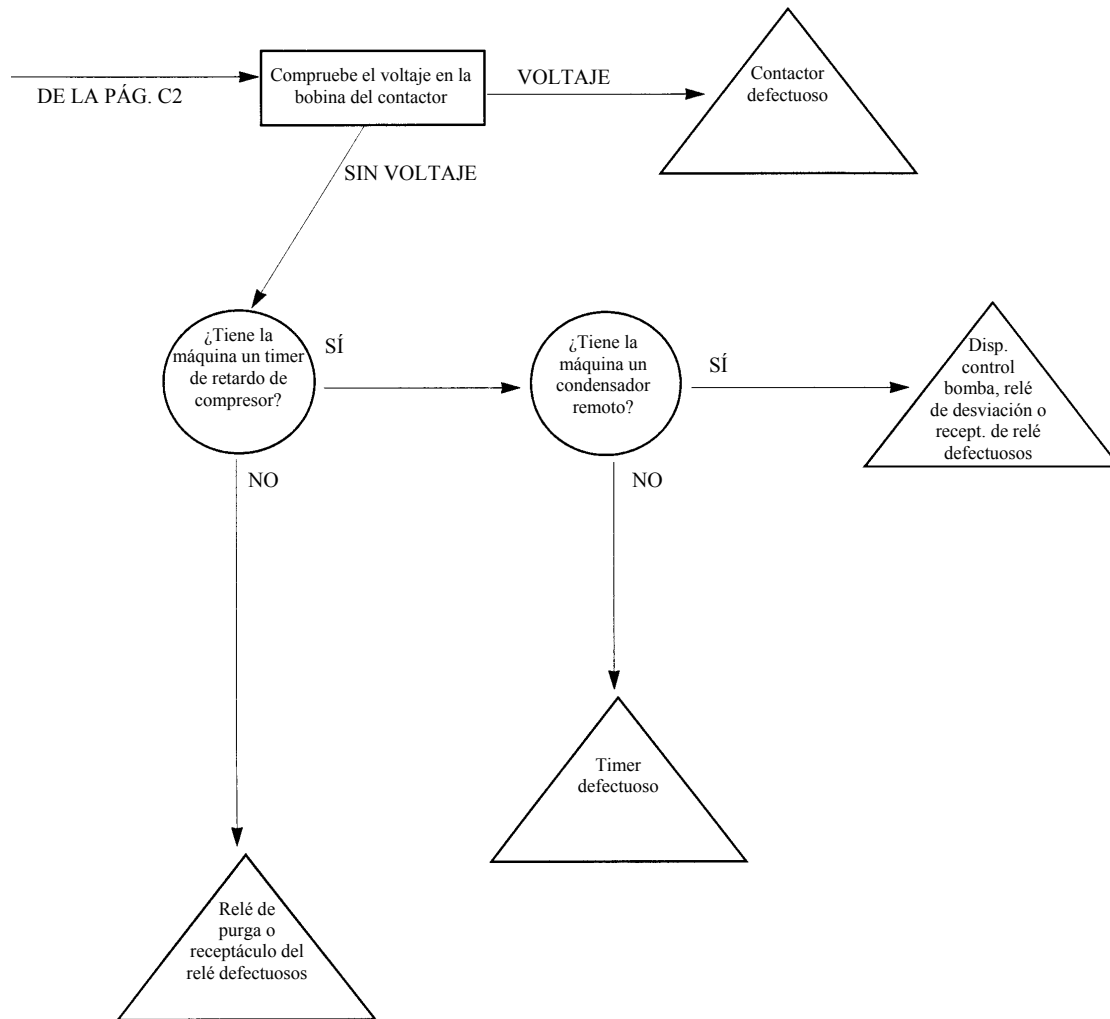 DE LA PÁG. C2
Compruebe el voltaje en la
bobina del contactor
VOLTAJE
Contactor
defectuoso
SIN VOLTAJE
¿Tiene la
máquina un timer
de retardo de
compresor?
SÍ
¿Tiene la
máquina un
condensador
remoto?
SÍ
Disp.
control
bomba, relé
de desviación o
recept. de relé
defectuosos
NO
NO
Timer
defectuoso
Relé de
purga o
receptáculo del
relé defectuosos